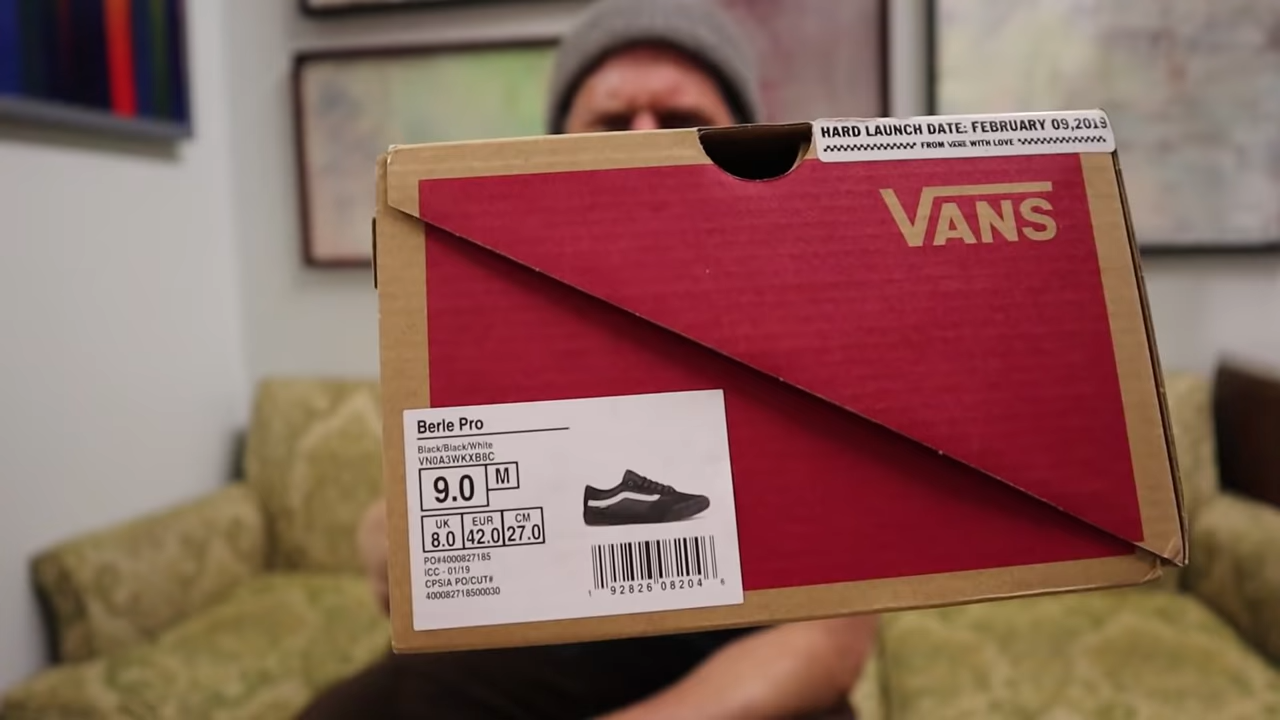 HARD LAUNCH DATE: FEBRUARY 09,2019
FROM VANS WITH LOVE
VANS
Berle Pro
Black/Black/White
VN0A3WKXB8C
9.0 M
UK EUR CM
8.0 42.0 27.0
PO#4000827185
ICC - 01/19
CPSIA PO/CUT#
400082718500030
1 92826 08204 6